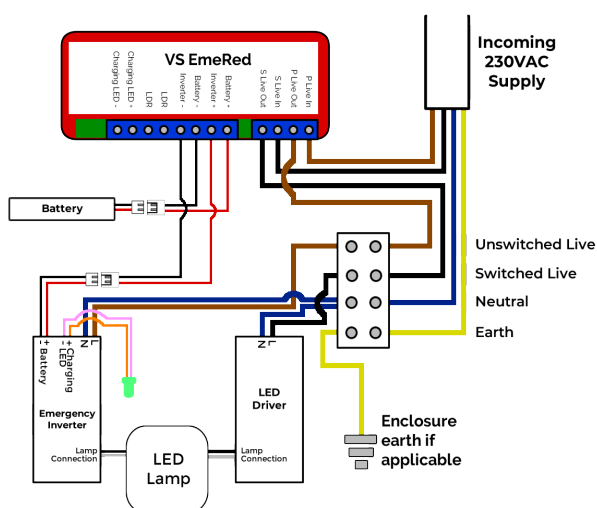 VS EmeRed
Charging LED -
Charging LED +
LDR
LDR
Inverter -
Battery -
Inverter +
Battery +
S Live Out
S Live In
P Live Out
P Live In
Incoming
230VAC
Supply
Battery
Unswitched Live
Switched Live
Neutral
Earth
+ Battery
-
+ Charging
- LED
N
L
Emergency
Inverter
Lamp
Connection
N
L
LED
Driver
Lamp
Connection
LED
Lamp
Enclosure
earth if
applicable